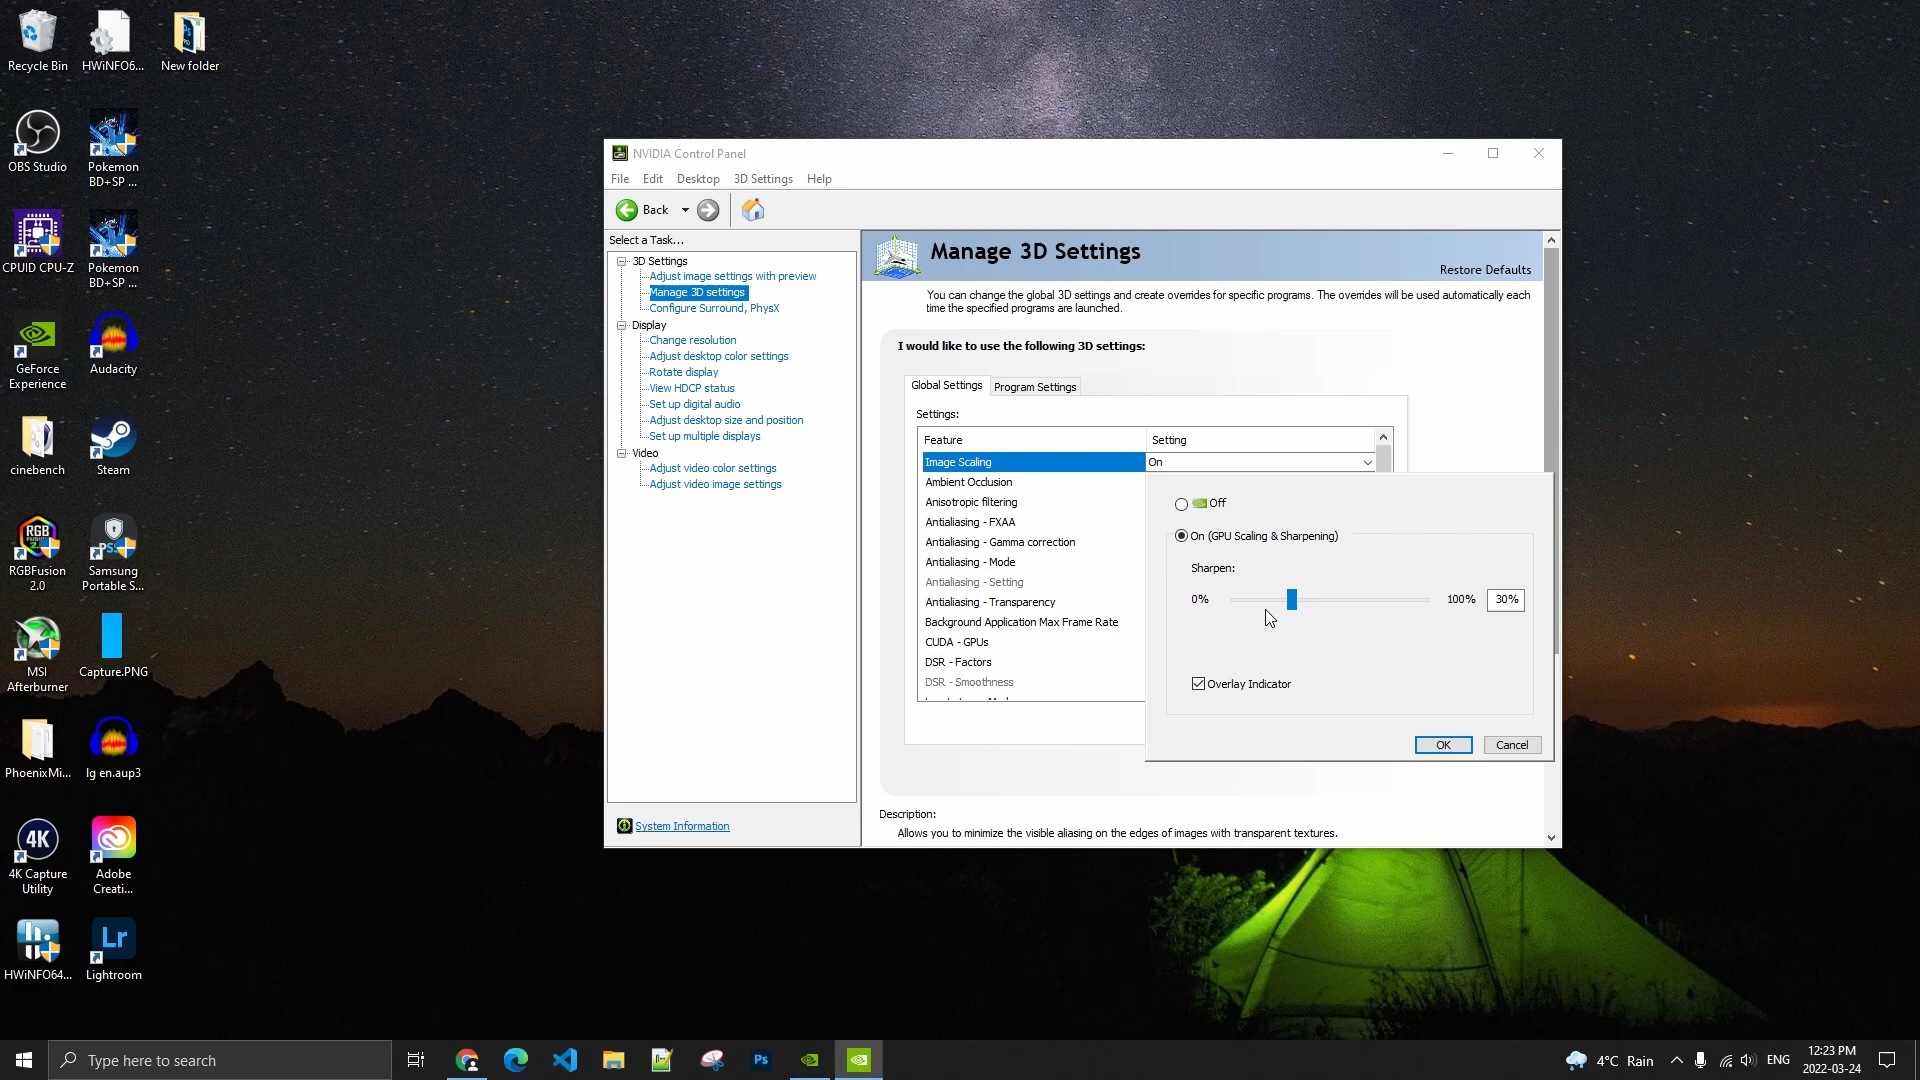 Recycle Bin
HWiNFO6...
New folder
OBS Studio
Pokemon
BD+SP ...
CPUID CPU-Z
Pokemon
BD+SP ...
GeForce
Experience
Audacity
cinebench
Steam
RGBFusion
2.0
Samsung
Portable S...
MSI
Afterburner
Capture.PNG
PhoenixMi...
lg en.aup3
4K
4K Capture
Utility
Adobe
Creati...
HWiNFO64...
Lr
Lightroom
NVIDIA Control Panel
File Edit Desktop 3D Settings Help
Back
Select a Task...
3D Settings
Adjust image settings with preview
Manage 3D settings
Configure Surround, PhysX
Display
Change resolution
Adjust desktop color settings
Rotate display
View HDCP status
Set up digital audio
Adjust desktop size and position
Set up multiple displays
Video
Adjust video color settings
Adjust video image settings
System Information
Manage 3D Settings
Restore Defaults
You can change the global 3D settings and create overrides for specific programs. The overrides will be used automatically each
time the specified programs are launched.
I would like to use the following 3D settings:
Global Settings Program Settings
Settings:
Feature Setting
Image Scaling On
Ambient Occlusion
Anisotropic filtering
Antialiasing - FXAA
Antialiasing - Gamma correction
Antialiasing - Mode
Antialiasing - Setting
Antialiasing - Transparency
Background Application Max Frame Rate
CUDA - GPUs
DSR - Factors
DSR - Smoothness
Off
On (GPU Scaling & Sharpening)
Sharpen:
0% 100% 30%
Overlay Indicator
OK Cancel
Description:
Allows you to minimize the visible aliasing on the edges of images with transparent textures.
Type here to search
Ps
4°C Rain
ENG
12:23 PM
2022-03-24